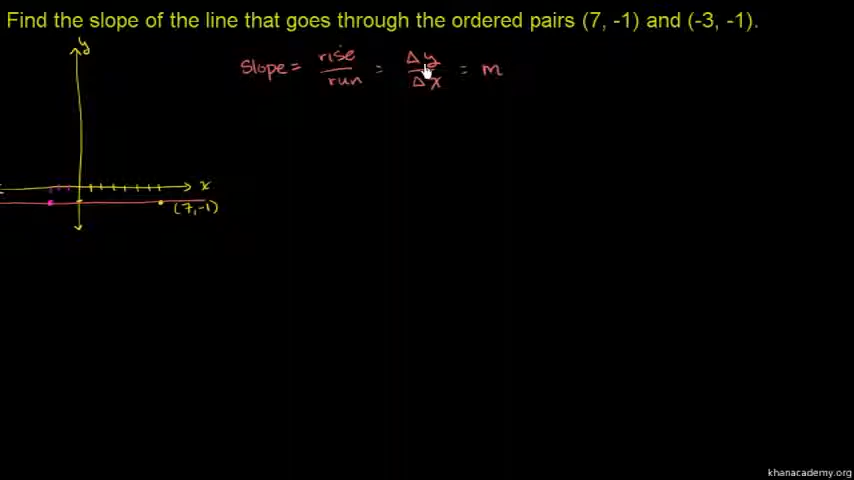 Find the slope of the line that goes through the ordered pairs (7, -1) and (-3, -1).
y
Slope = rise/run = Δy/Δx = m
x
(7,-1)
khanacademy.org